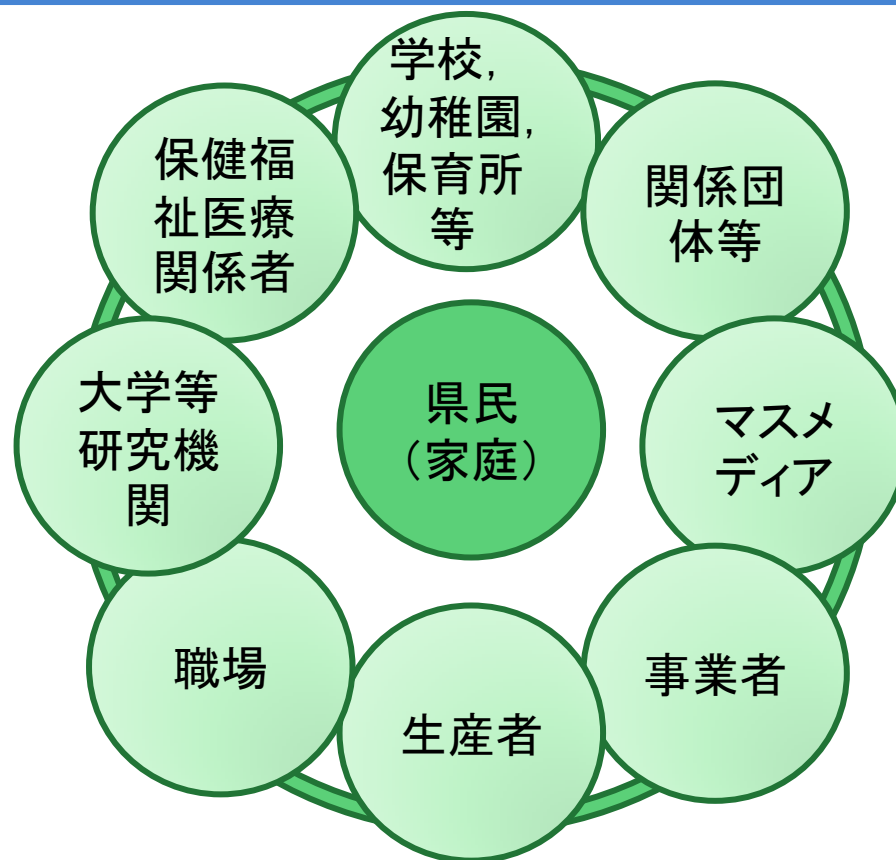 学校,
幼稚園,
保育所
等
関係団
体等
マスメ
ディア
事業者
生産者
職場
大学等
研究機
関
保健福
祉医療
関係者
県民
（家庭）